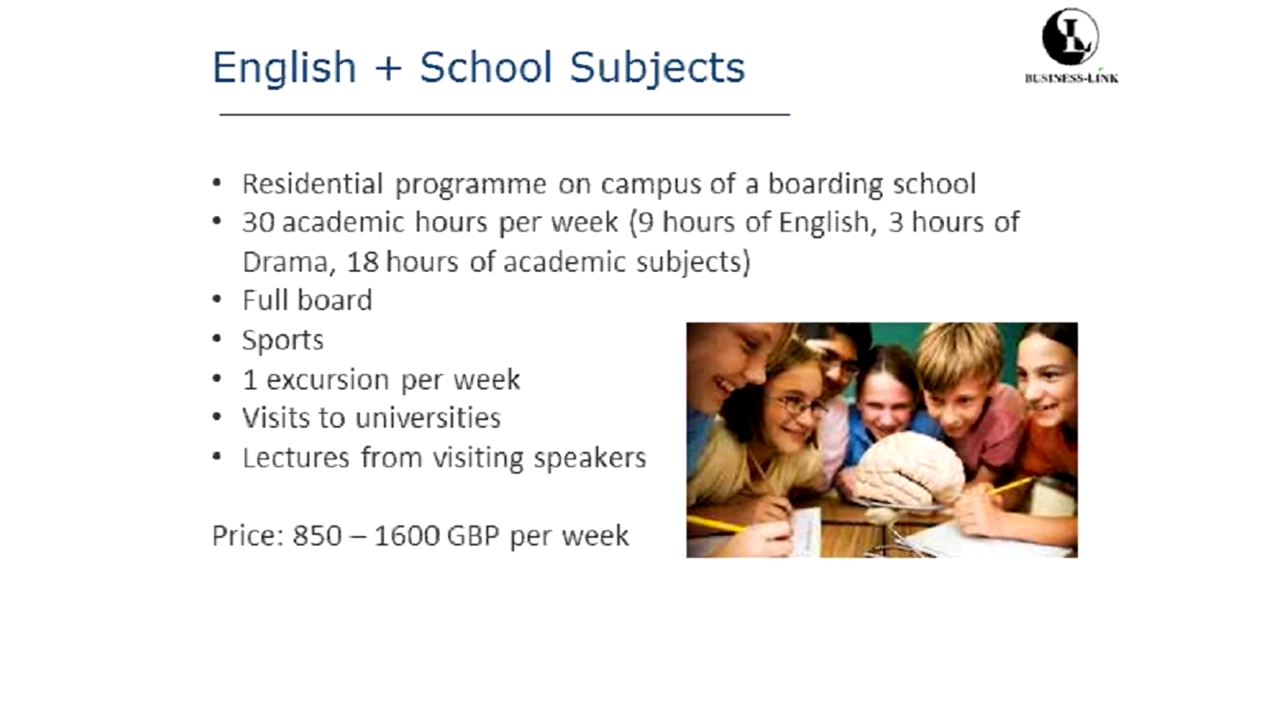 English + School Subjects
L
BUSINESS-LINK
• Residential programme on campus of a boarding school
• 30 academic hours per week (9 hours of English, 3 hours of
Drama, 18 hours of academic subjects)
• Full board
• Sports
• 1 excursion per week
• Visits to universities
• Lectures from visiting speakers
Price: 850 – 1600 GBP per week